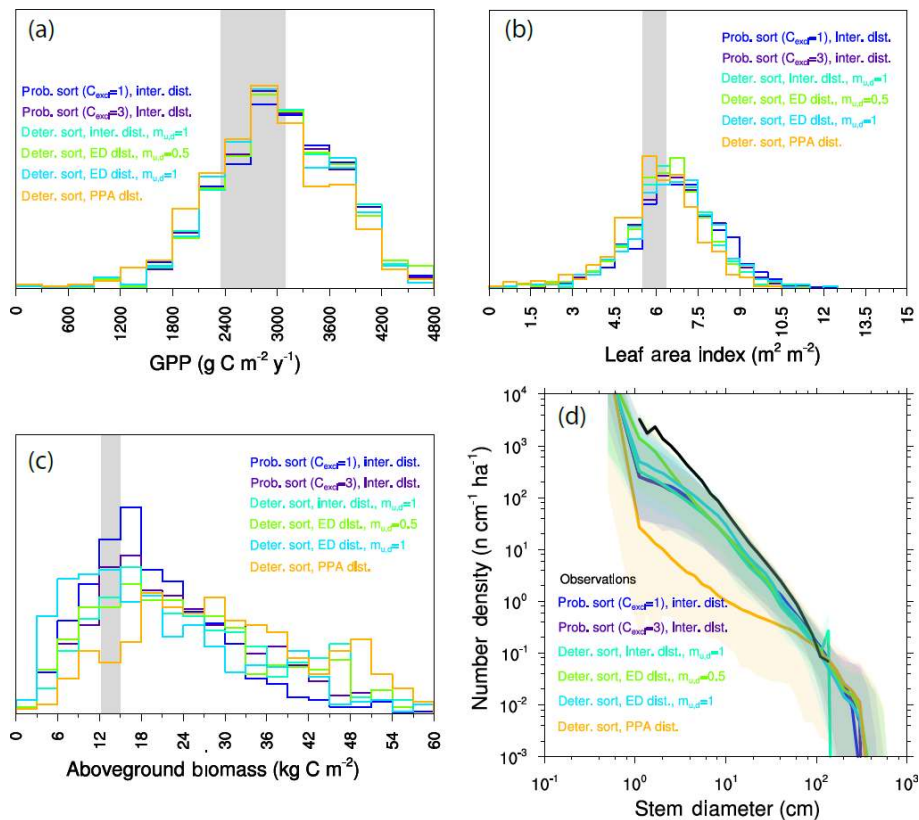 (a)
Prob. sort (Cexcl=1), inter. dist.
Prob. sort (Cexcl=3), Inter. dist.
Deter. sort, inter. dist., mu,d=1
Deter. sort, ED dist., mu,d=0.5
Deter. sort, ED dist., mu,d=1
Deter. sort, PPA dist.
0 600 1200 1800 2400 3000 3600 4200 4800
GPP (g C m-2 y-1)
(b)
Prob. sort (Cexcl=1), Inter. dist.
Prob. sort (Cexcl=3), Inter. dist.
Deter. sort, Inter. dist., mu,d=1
Deter. sort, ED dist., mu,d=0.5
Deter. sort, ED dist., mu,d=1
Deter. sort, PPA dist.
0 1.5 3 4.5 6 7.5 9 10.5 12 13.5 15
Leaf area index (m2 m-2)
(c)
Prob. sort (Cexcl=1), inter. dist.
Prob. sort (Cexcl=3), Inter. dist.
Deter. sort, inter. dist., mu,d=1
Deter. sort, ED dist., mu,d=0.5
Deter. sort, ED dist., mu,d=1
Deter. sort, PPA dist.
0 6 12 18 24 30 36 42 48 54 60
Aboveground biomass (kg C m-2)
(d)
104
103
102
101
100
10-1
10-2
10-3
Number density (n cm-1 ha-1)
Observations
Prob. sort (Cexcl=1), inter. dist.
Prob. sort (Cexcl=3), Inter. dist.
Deter. sort, Inter. dist., mu,d=1
Deter. sort, ED dist., mu,d=0.5
Deter. sort, ED dist., mu,d=1
Deter. sort, PPA dist.
10-1 100 101 102 103
Stem diameter (cm)